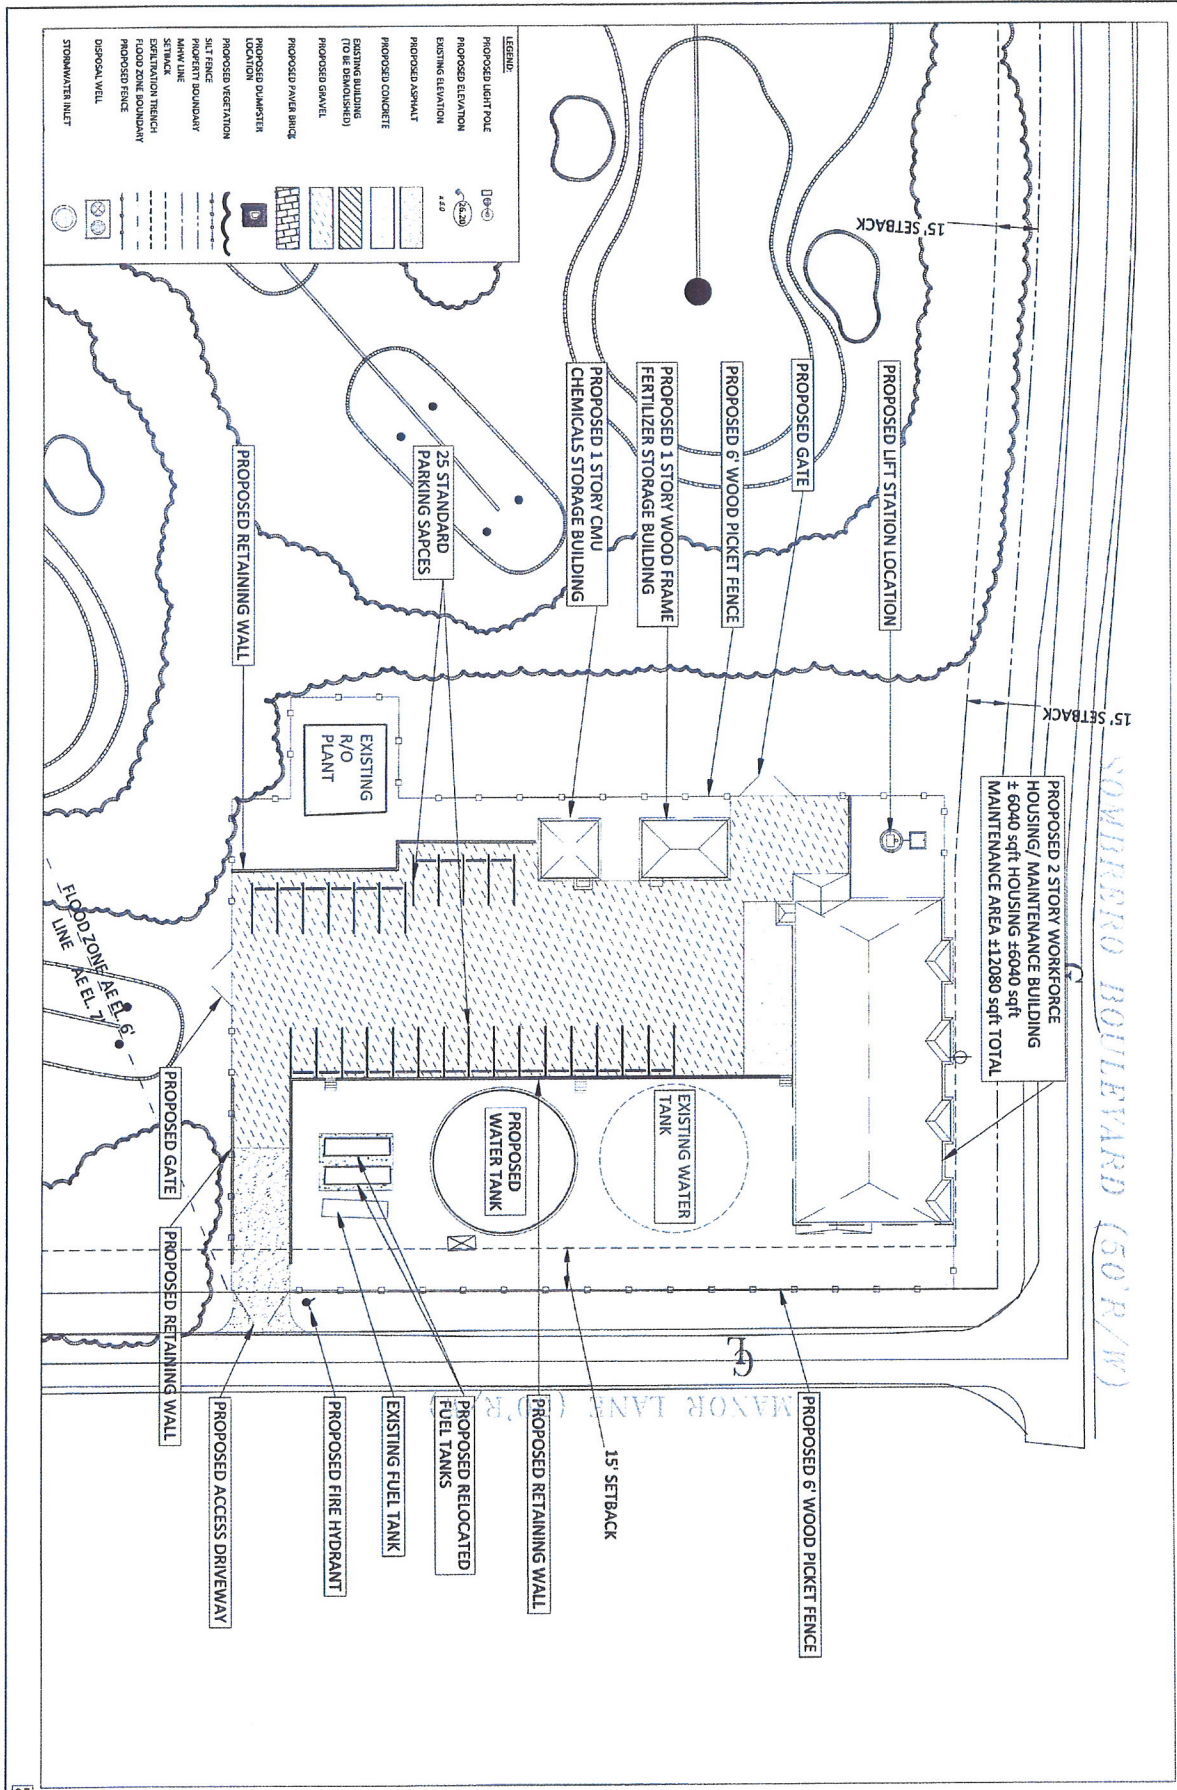 SOMBRERO BOULEVARD (50'R/W)
15' SETBACK
15' SETBACK
PROPOSED 2 STORY WORKFORCE
HOUSING/ MAINTENANCE BUILDING
± 6040 sqft HOUSING ±6040 sqft
MAINTENANCE AREA ±12080 sqft TOTAL
PROPOSED LIFT STATION LOCATION
PROPOSED GATE
PROPOSED 6' WOOD PICKET FENCE
PROPOSED 1 STORY WOOD FRAME
FERTILIZER STORAGE BUILDING
PROPOSED 1 STORY CMU
CHEMICALS STORAGE BUILDING
25 STANDARD
PARKING SAPCES
PROPOSED RETAINING WALL
EXISTING
R/O
PLANT
EXISTING WATER
TANK
PROPOSED
WATER TANK
FLOOD ZONE AE EL. 6'
LINE AE EL. 7'
PROPOSED GATE
PROPOSED RETAINING WALL
CL
MANOR LANE
PROPOSED 6' WOOD PICKET FENCE
15' SETBACK
PROPOSED RETAINING WALL
PROPOSED RELOCATED
FUEL TANKS
EXISTING FUEL TANK
PROPOSED FIRE HYDRANT
PROPOSED ACCESS DRIVEWAY
LEGEND:
PROPOSED LIGHT POLE
PROPOSED ELEVATION
26.20
EXISTING ELEVATION
PROPOSED ASPHALT
PROPOSED CONCRETE
EXISTING BUILDING
(TO BE DEMOLISHED)
PROPOSED GRAVEL
PROPOSED PAVER BRICK
PROPOSED DUMPSTER
LOCATION
D
PROPOSED VEGETATION
SILT FENCE
PROPERTY BOUNDARY
MHW LINE
SETBACK
EXFILTRATION TRENCH
FLOOD ZONE BOUNDARY
PROPOSED FENCE
DISPOSAL WELL
STORMWATER INLET